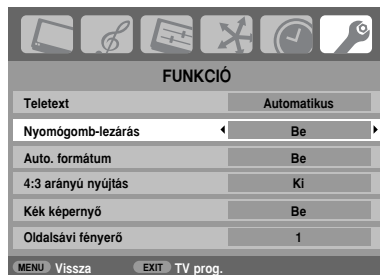 FUNKCIÓ
Teletext Automatikus
Nyomógomb-lezárás Be
Auto. formátum Be
4:3 arányú nyújtás Ki
Kék képernyő Be
Oldalsávi fényerő 1
MENU Vissza EXIT TV prog.